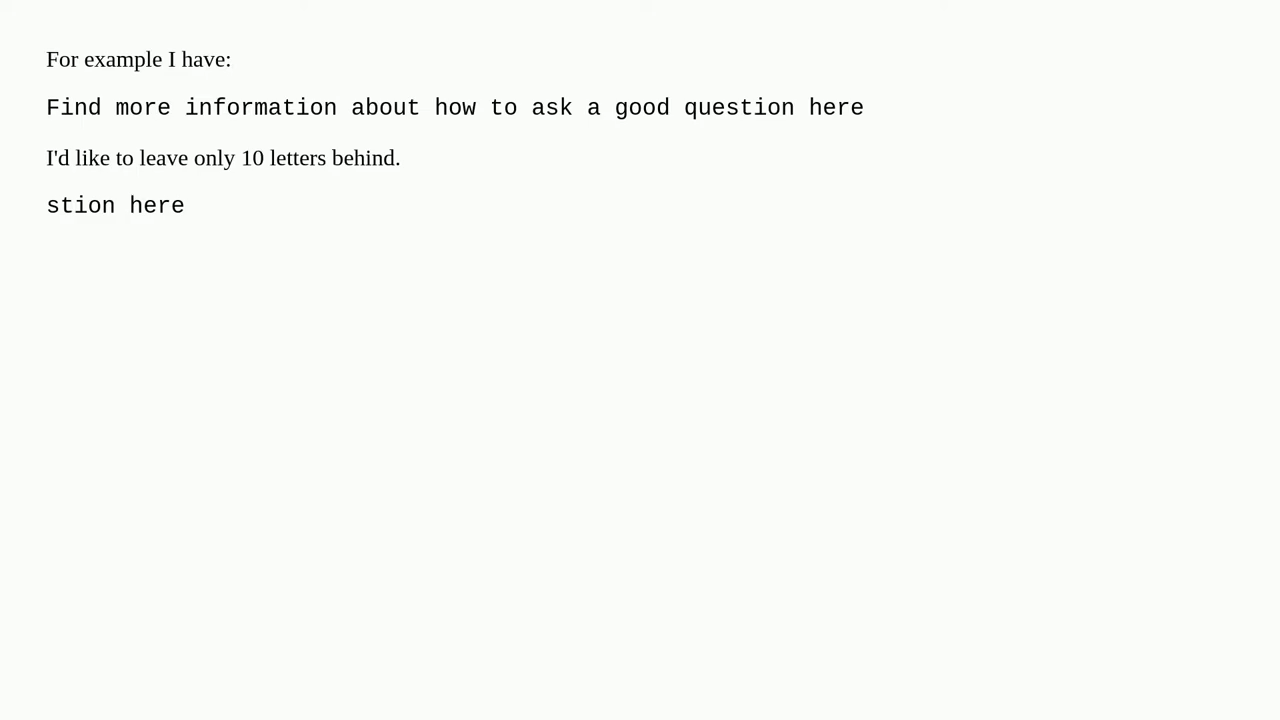 For example I have:
Find more information about how to ask a good question here
I'd like to leave only 10 letters behind.
stion here